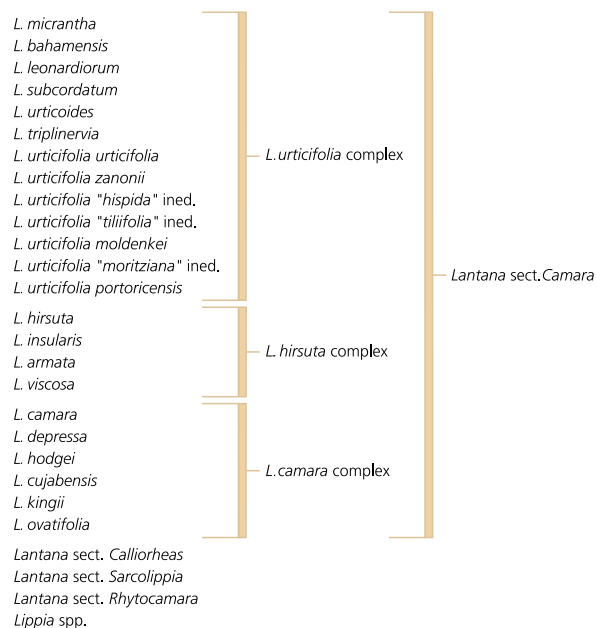 L. micrantha
L. bahamensis
L. leonardiorum
L. subcordatum
L. urticoides
L. triplinervia
L. urticifolia urticifolia
L. urticifolia zanonii
L. urticifolia "hispida" ined.
L. urticifolia "tiliifolia" ined.
L. urticifolia moldenkei
L. urticifolia "moritziana" ined.
L. urticifolia portoricensis
L.urticifolia complex
L. hirsuta
L. insularis
L. armata
L. viscosa
L. hirsuta complex
L. camara
L. depressa
L. hodgei
L. cujabensis
L. kingii
L. ovatifolia
L.camara complex
Lantana sect.Camara
Lantana sect. Calliorheas
Lantana sect. Sarcolippia
Lantana sect. Rhytocamara
Lippia spp.